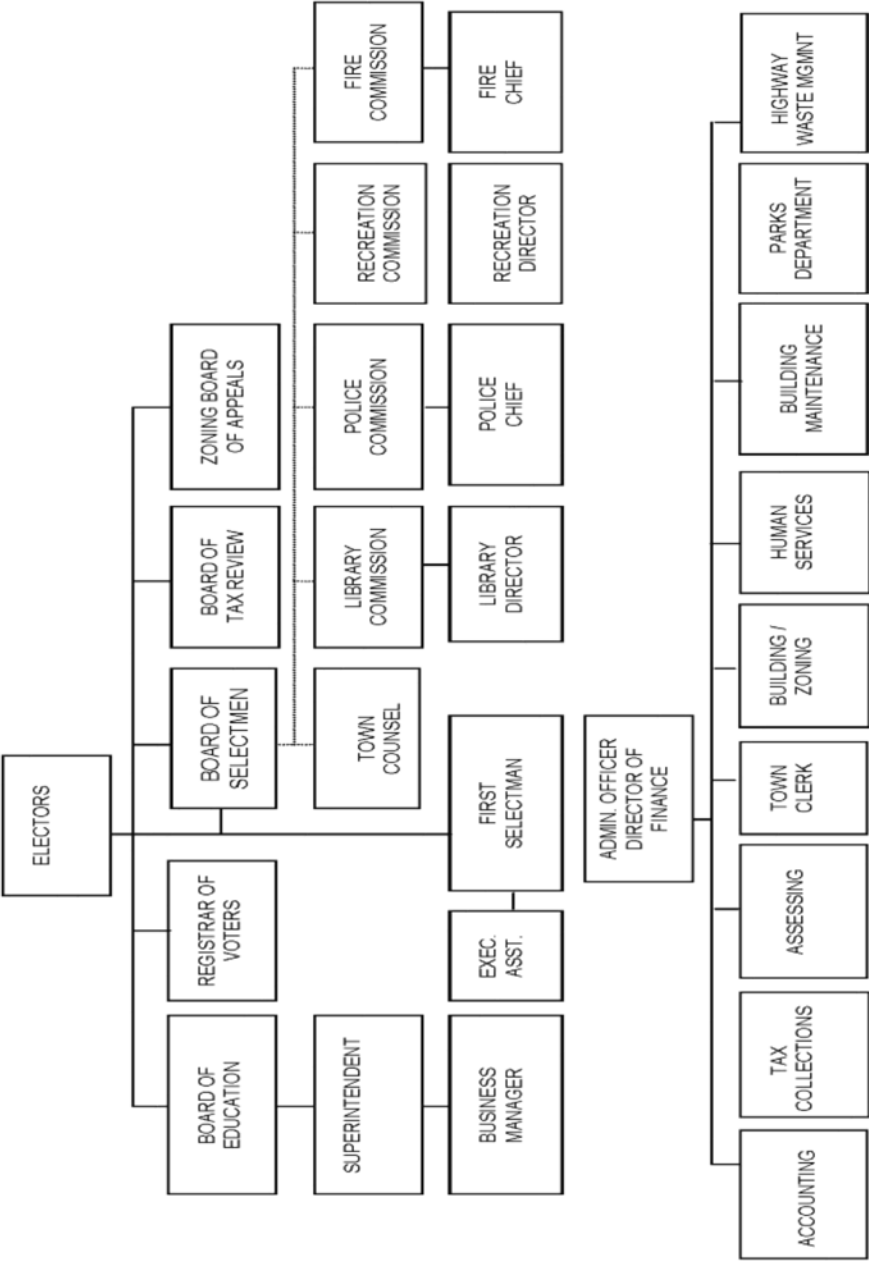 ELECTORS
BOARD OF
EDUCATION
REGISTRAR OF
VOTERS
BOARD OF
SELECTMEN
BOARD OF
TAX REVIEW
ZONING BOARD
OF APPEALS
SUPERINTENDENT
TOWN
COUNSEL
LIBRARY
COMMISSION
POLICE
COMMISSION
RECREATION
COMMISSION
FIRE
COMMISSION
BUSINESS
MANAGER
EXEC.
ASST.
FIRST
SELECTMAN
LIBRARY
DIRECTOR
POLICE
CHIEF
RECREATION
DIRECTOR
FIRE
CHIEF
ADMIN. OFFICER
DIRECTOR OF
FINANCE
ACCOUNTING
TAX
COLLECTIONS
ASSESSING
TOWN
CLERK
BUILDING /
ZONING
HUMAN
SERVICES
BUILDING
MAINTENANCE
PARKS
DEPARTMENT
HIGHWAY
WASTE MGMNT